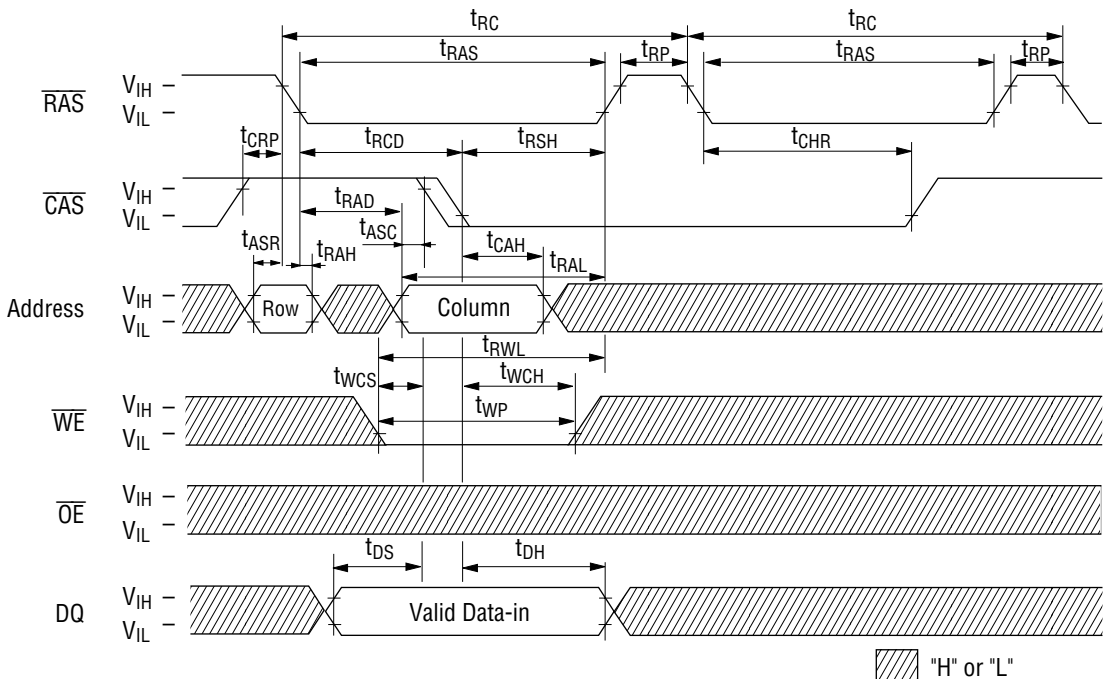 tRC tRC
tRAS tRP tRAS tRP
RAS VIH
VIL
tCRP tRCD tRSH tCHR
CAS VIH
VIL
tRAD
tASC tCAH
tASR tRAH tRAL
Address VIH
VIL
Row Column
tRWL
tWCS tWCH
tWP
WE VIH
VIL
OE VIH
VIL
tDS tDH
DQ VIH
VIL
Valid Data-in
"H" or "L"